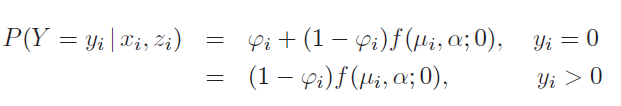 P(Y = y_i | x_i, z_i) = φ_i + (1 − φ_i) f(μ_i, α; 0), y_i = 0
= (1 − φ_i) f(μ_i, α; 0), y_i > 0